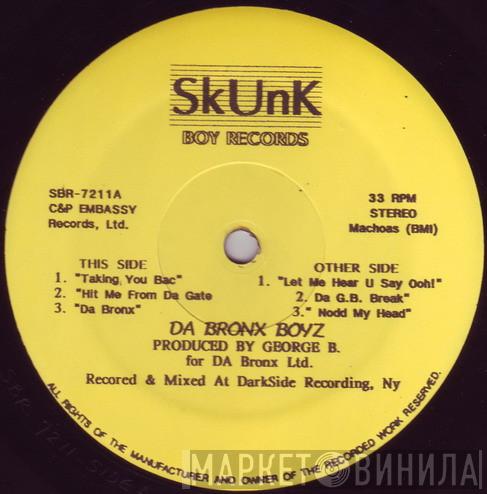 SkUnK
BOY RECORDS
SBR-7211A
C&P EMBASSY
Records, Ltd.
33 RPM
STEREO
Machoas (BMI)
THIS SIDE
1. "Taking You Bac"
2. "Hit Me From Da Gate
3. "Da Bronx"
OTHER SIDE
1. "Let Me Hear U Say Ooh!"
2. Da G.B. Break"
3." Nodd My Head"
DA BRONX BOYZ
PRODUCED BY GEORGE B.
for DA Bronx Ltd.
Recored & Mixed At DarkSide Recording, Ny
ALL RIGHTS OF THE MANUFACTURER AND OWNER OF THE RECORDED WORK RESERVED.
МАРКЕТ ВИНИЛА